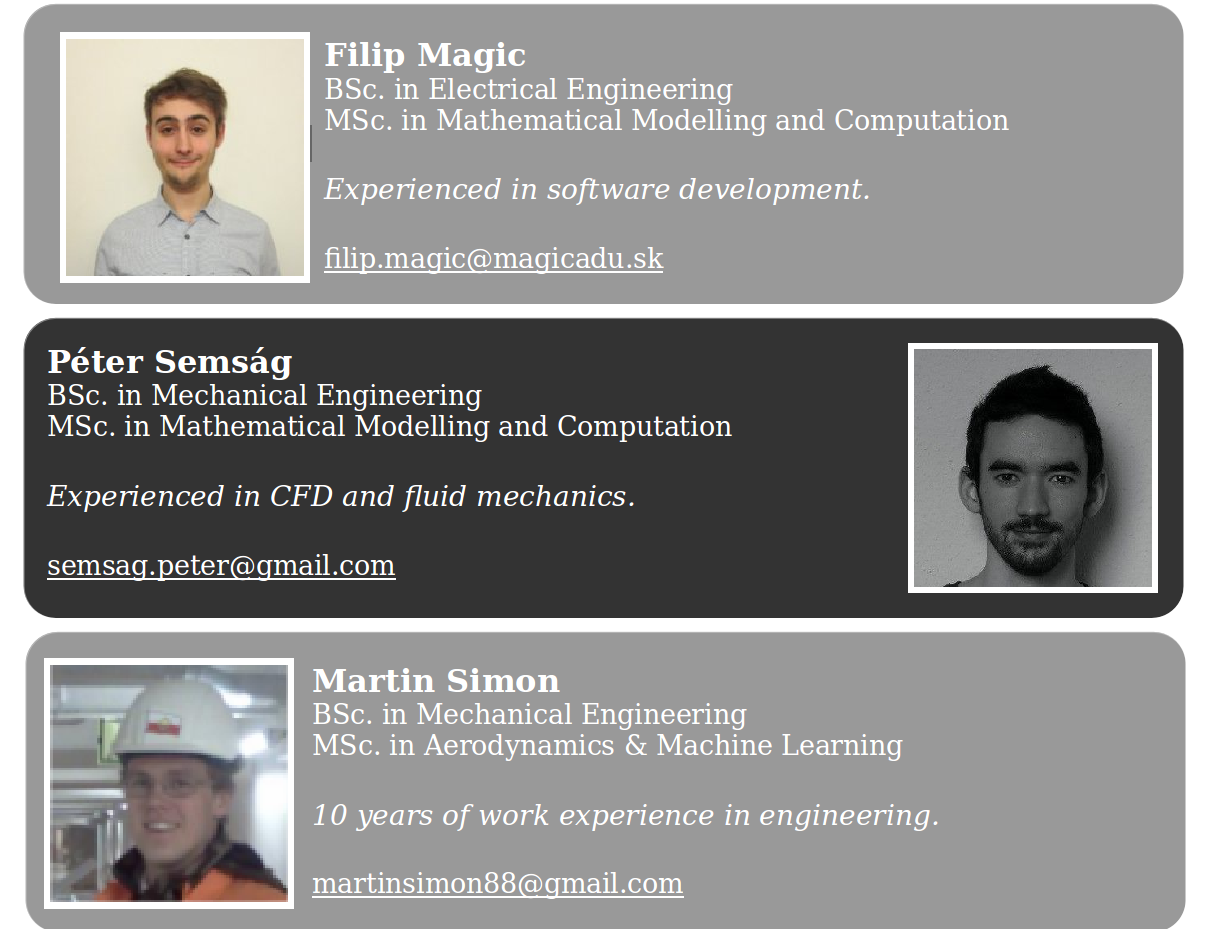 Filip Magic
BSc. in Electrical Engineering
MSc. in Mathematical Modelling and Computation
Experienced in software development.
filip.magic@magicadu.sk
Péter Semság
BSc. in Mechanical Engineering
MSc. in Mathematical Modelling and Computation
Experienced in CFD and fluid mechanics.
semsag.peter@gmail.com
Martin Simon
BSc. in Mechanical Engineering
MSc. in Aerodynamics & Machine Learning
10 years of work experience in engineering.
martinsimon88@gmail.com